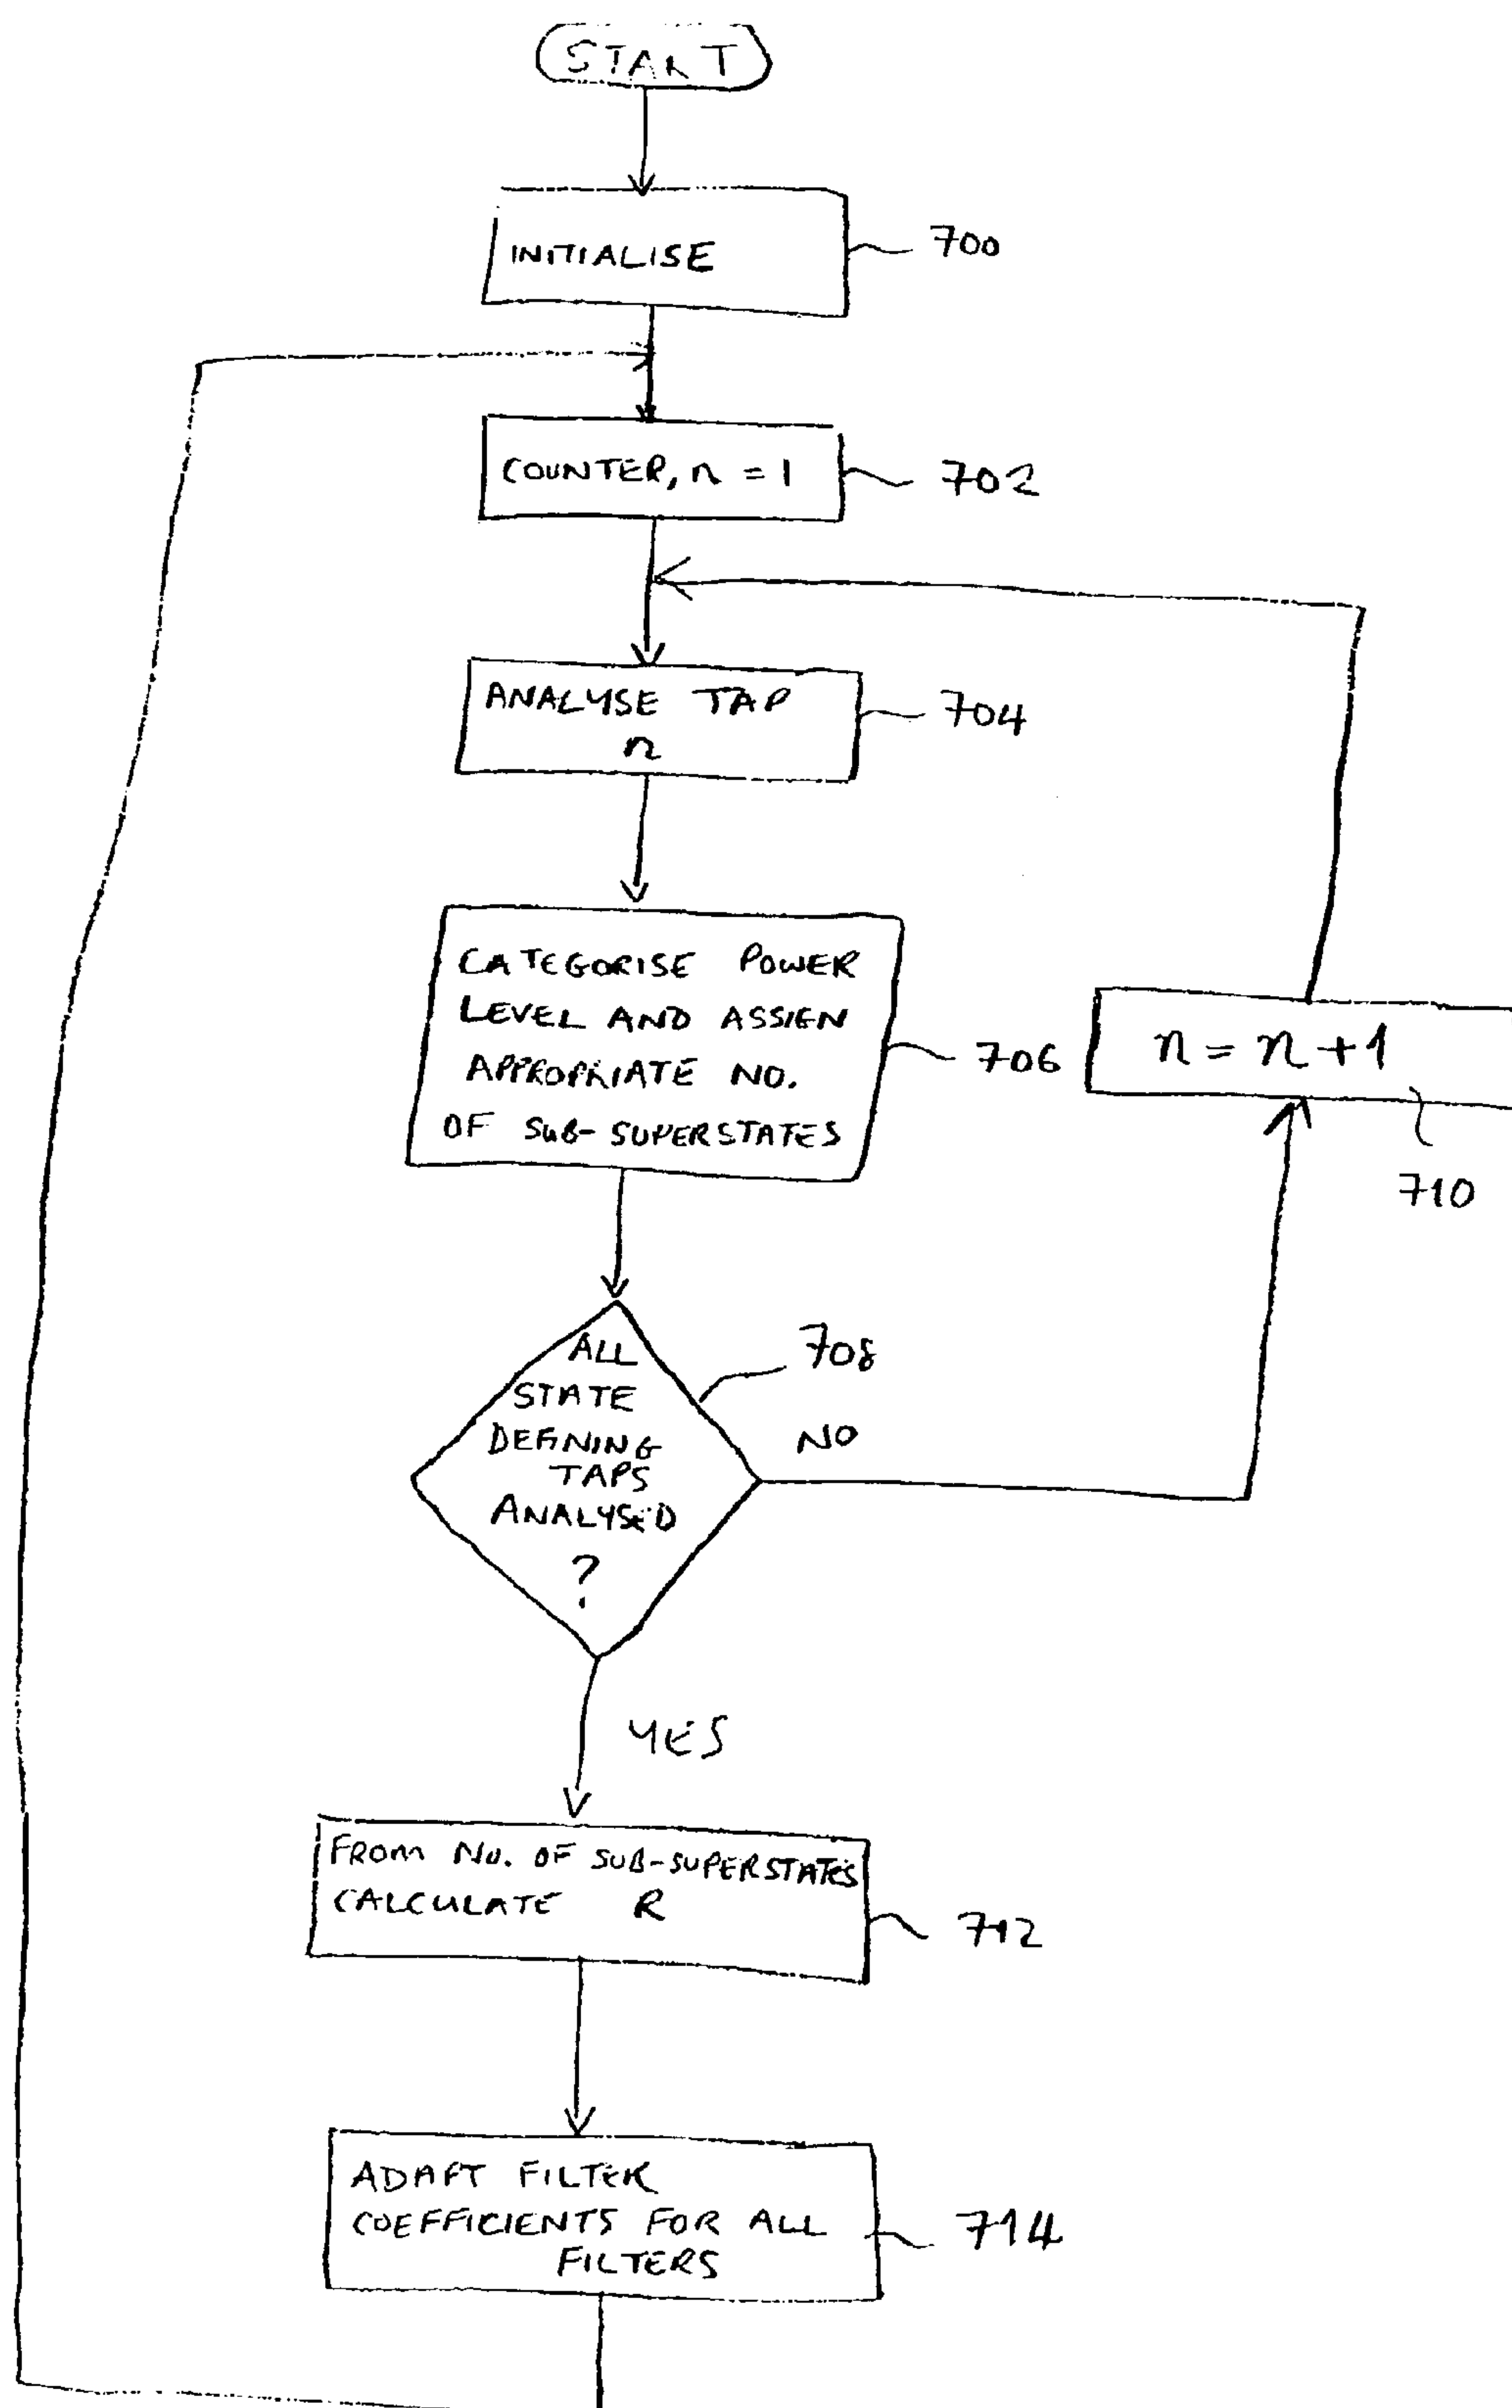 START
INITIALISE
700
COUNTER, n = 1
702
ANALYSE TAP
n
704
CATEGORISE POWER
LEVEL AND ASSIGN
APPROPRIATE NO.
OF SUB-SUPERSTATES
706
n = n + 1
710
ALL
STATE
DEFINING
TAPS
ANALYSED
?
708
NO
YES
FROM NO. OF SUB-SUPERSTATES
CALCULATE R
712
ADAPT FILTER
COEFFICIENTS FOR ALL
FILTERS
714